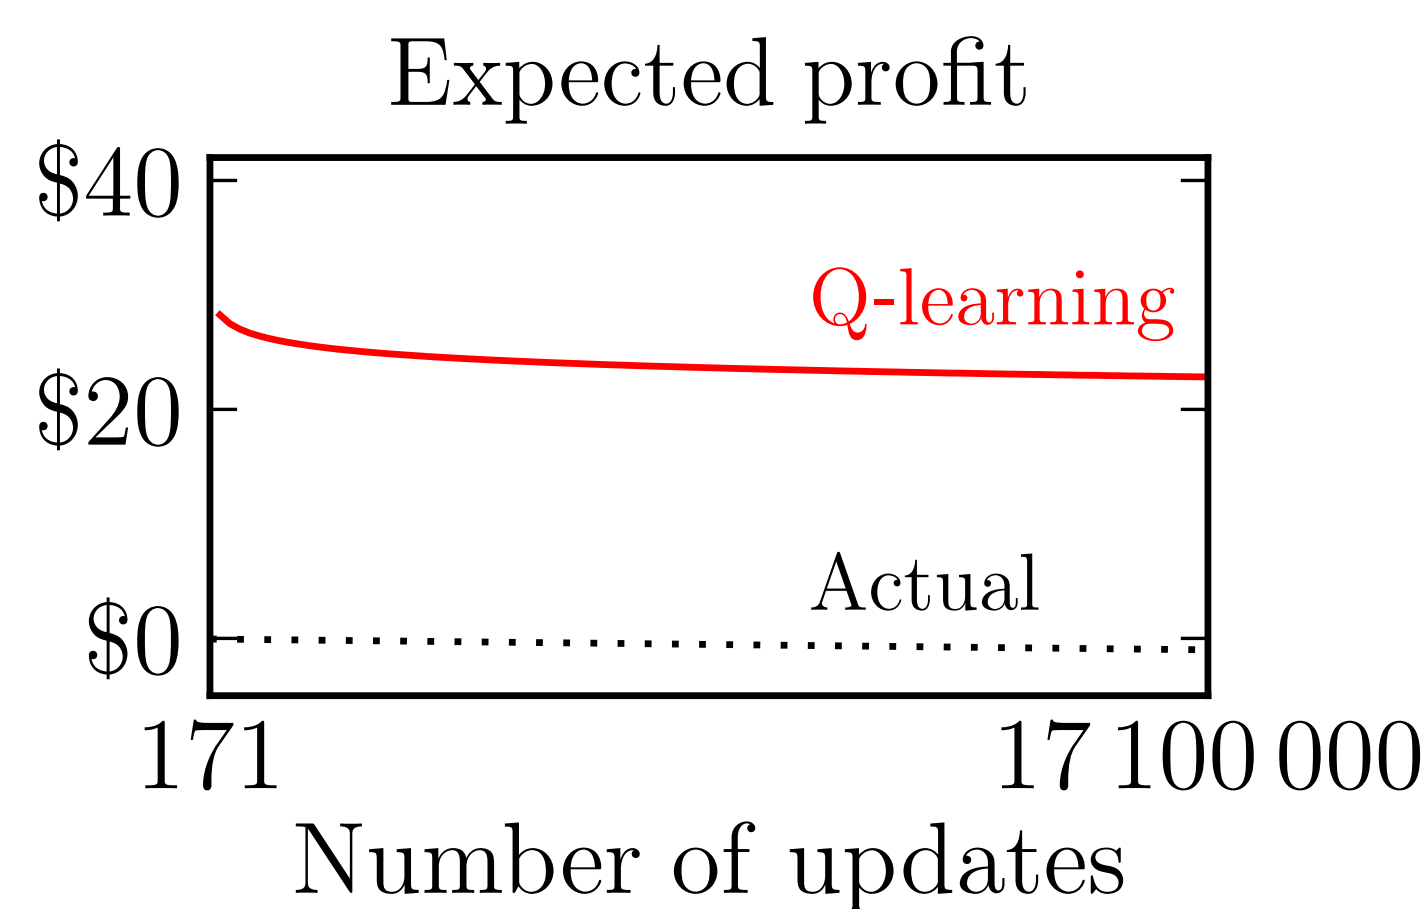 Expected profit
$40
Q-learning
$20
Actual
$0
171 17 100 000
Number of updates